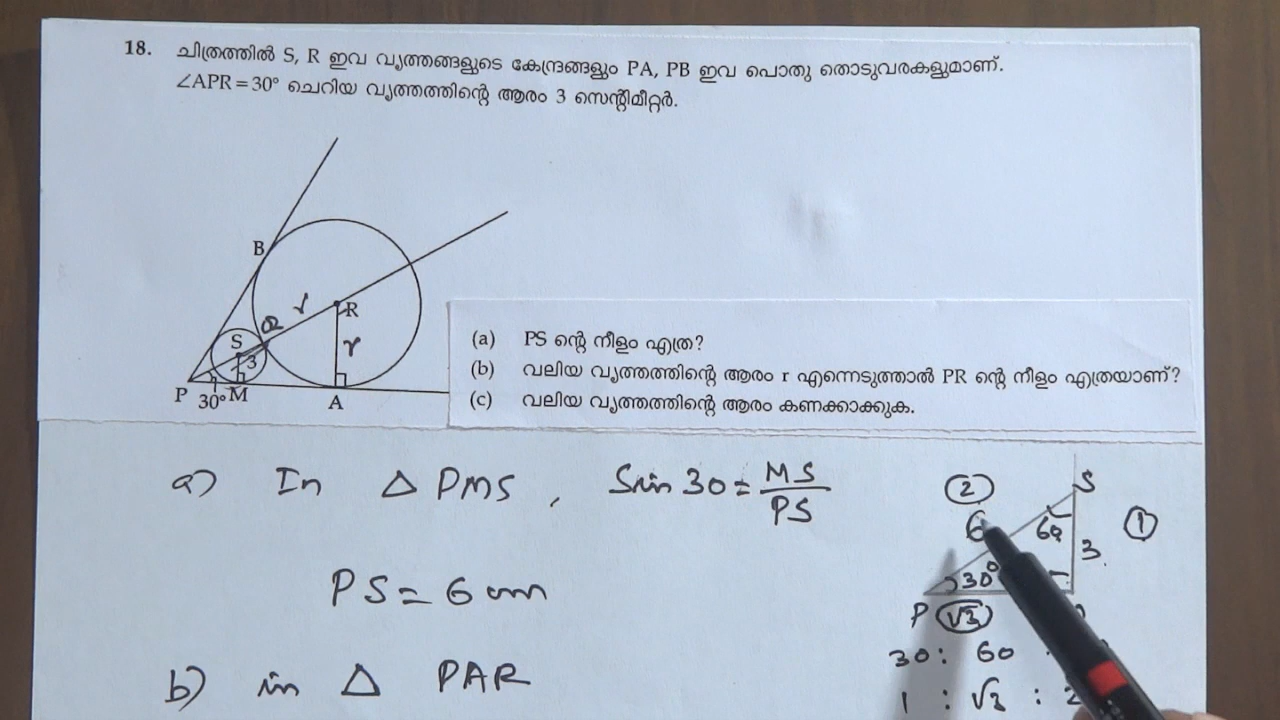 18. ചിത്രത്തിൽ S, R ഇവ വൃത്തങ്ങളുടെ കേന്ദ്രങ്ങളും PA, PB ഇവ പൊതു തൊടുവരകളുമാണ്.
∠APR=30° ചെറിയ വൃത്തത്തിന്റെ ആരം 3 സെന്റീമീറ്റർ.
B
r
R
S
r
3
P 30° M A
(a) PS ന്റെ നീളം എത്ര?
(b) വലിയ വൃത്തത്തിന്റെ ആരം r എന്നെടുത്താൽ PR ന്റെ നീളം എത്രയാണ്?
(c) വലിയ വൃത്തത്തിന്റെ ആരം കണക്കാക്കുക.
a) In △ PMS, Sin 30 = MS/PS
2 S
6 60 1
3
30°
P √3
PS = 6 cm
30 : 60
b) in △ PAR
1 : √3 : 2